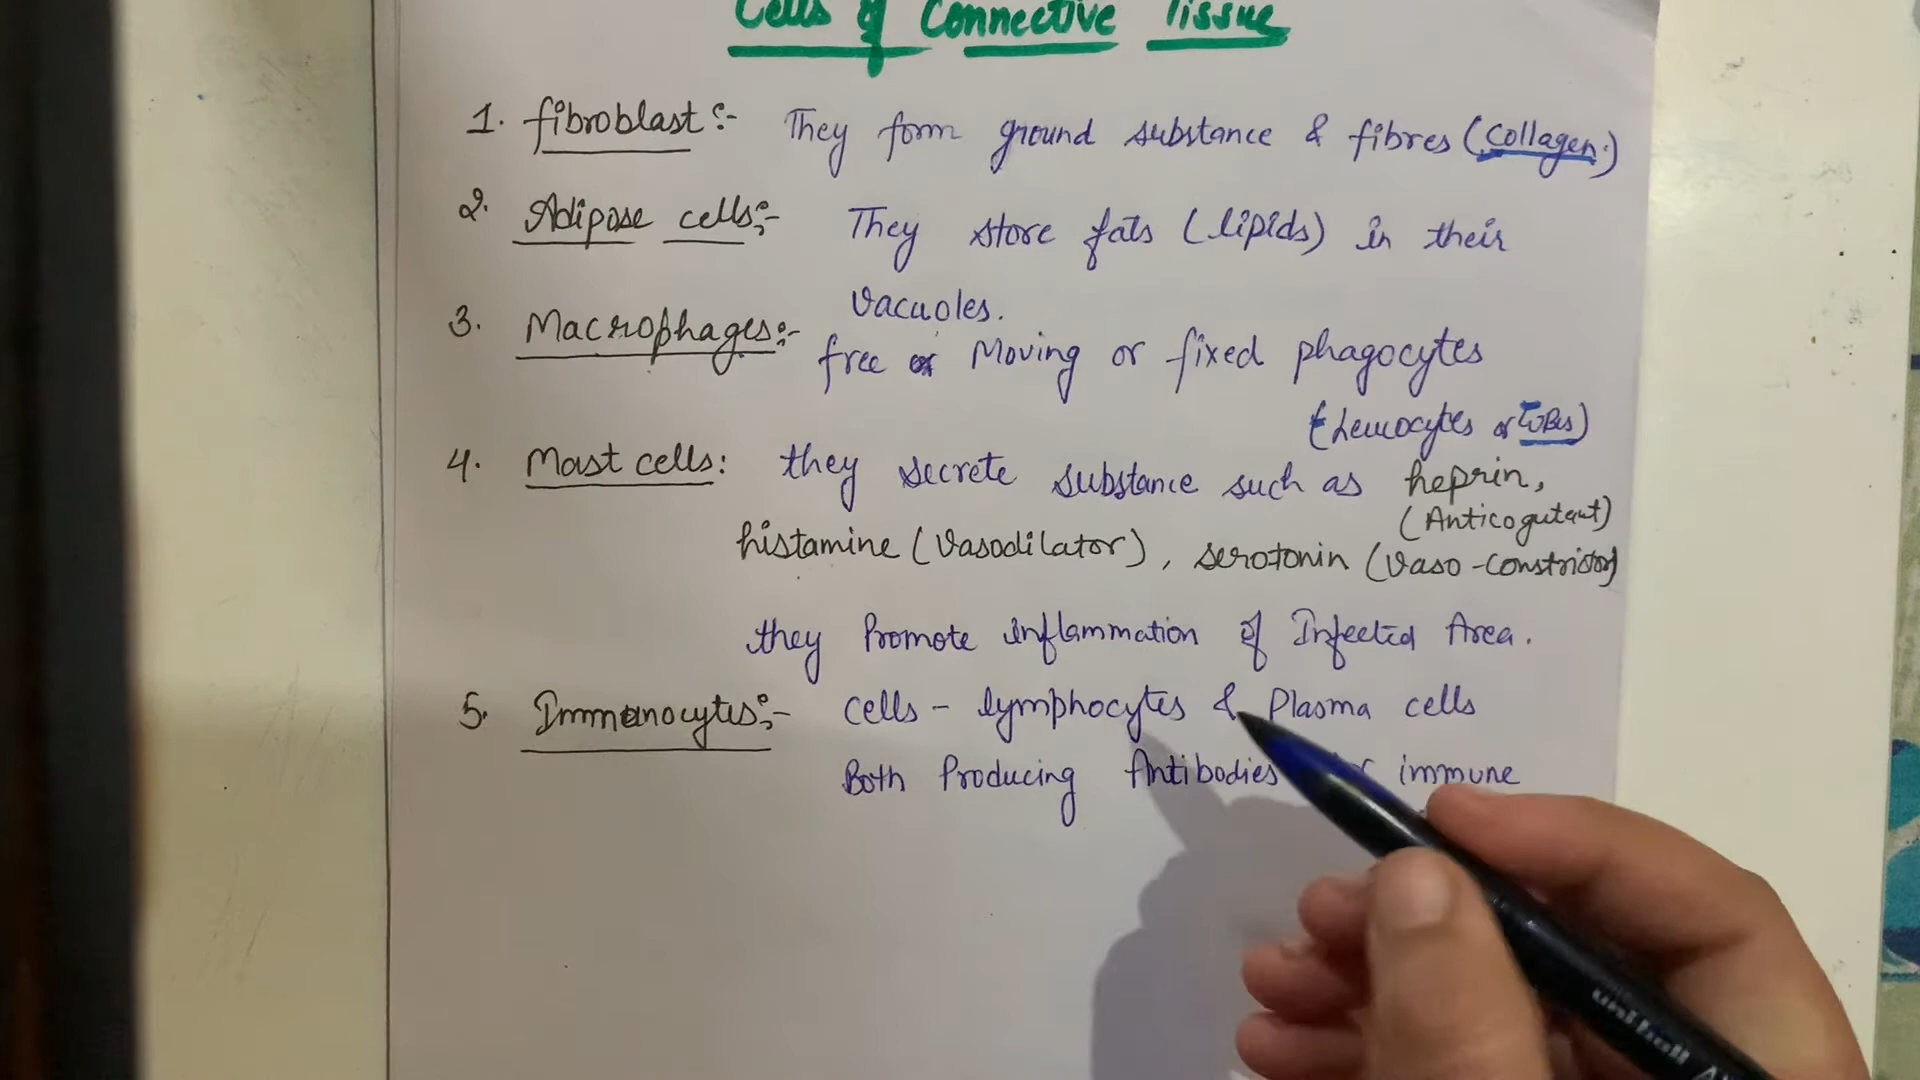 Cells of Connective Tissue
1. fibroblast:- They form ground substance & fibres (collagen.)
2. Adipose cells:- They store fats (lipids) in their
vacuoles.
3. Macrophages:- free or Moving or fixed phagocytes
(Leucocytes or WBCs)
4. Mast cells: they secrete substance such as heprin,
(Anticogutant)
histamine (Vasodilator), serotonin (Vaso-constrictor)
they Promote inflammation of Infected Area.
5. Immunocytes:- cells - lymphocytes & Plasma cells
Both Producing Antibodies immune
uniball